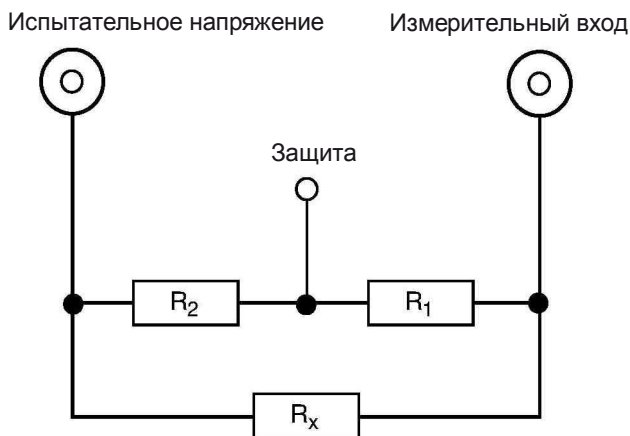 Испытательное напряжение
Измерительный вход
Защита
R2
R1
Rx